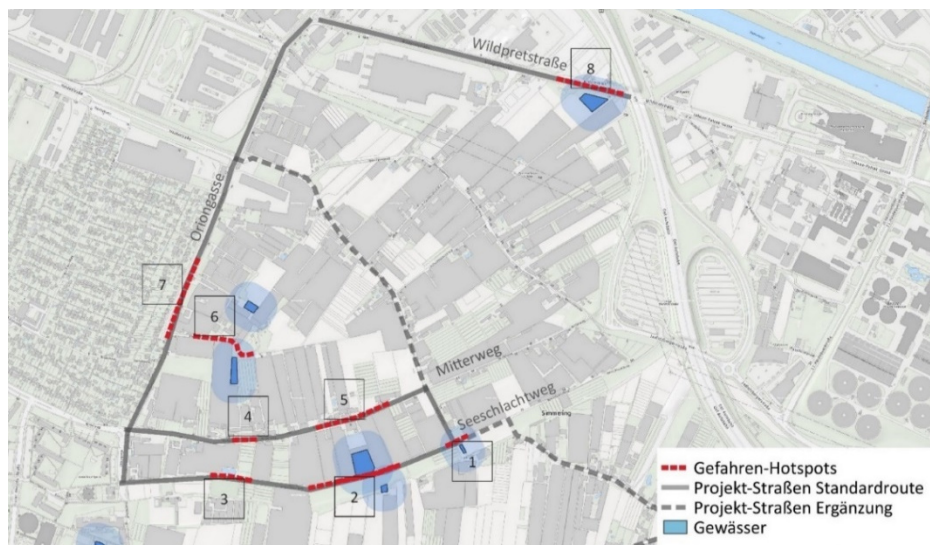 Wildpretstraße
8
Oriongasse
7
6
Mitterweg
5
Seeschlachtweg
4
Simmering
1
2
3
Gefahren-Hotspots
Projekt-Straßen Standardroute
Projekt-Straßen Ergänzung
Gewässer